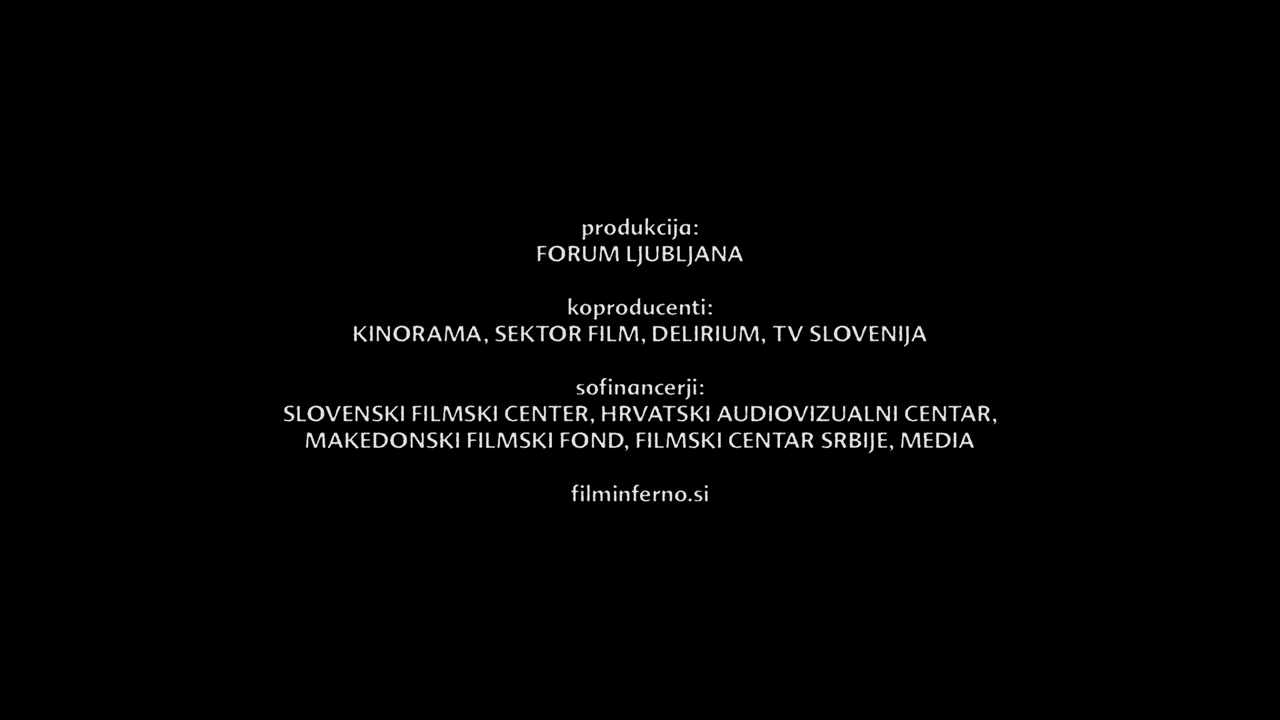 produkcija:
FORUM LJUBLJANA
koproducenti:
KINORAMA, SEKTOR FILM, DELIRIUM, TV SLOVENIJA
sofinancerji:
SLOVENSKI FILMSKI CENTER, HRVATSKI AUDIOVIZUALNI CENTAR,
MAKEDONSKI FILMSKI FOND, FILMSKI CENTAR SRBIJE, MEDIA
filminferno.si